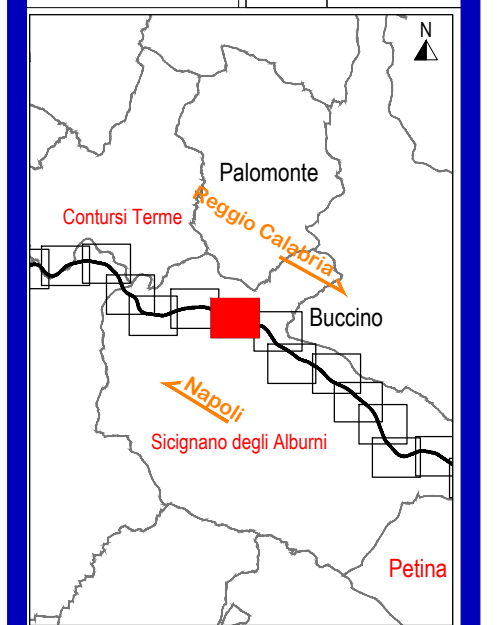 N
Palomonte
Reggio Calabria
Contursi Terme
Buccino
Napoli
Sicignano degli Alburni
Petina